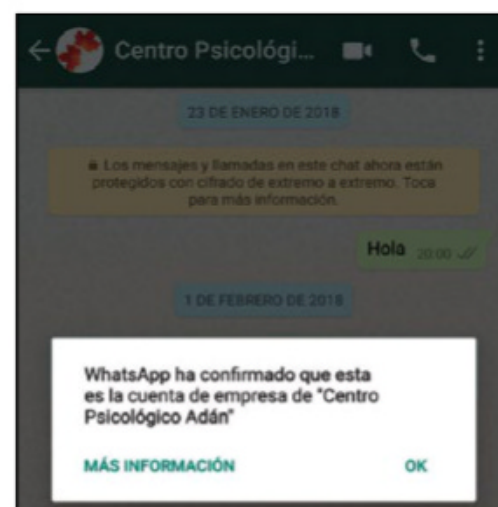 Centro Psicológi...
23 DE ENERO DE 2018
Los mensajes y llamadas en este chat ahora están
protegidos con cifrado de extremo a extremo. Toca
para más información.
Hola 20:00
1 DE FEBRERO DE 2018
WhatsApp ha confirmado que esta
es la cuenta de empresa de "Centro
Psicológico Adán"
MÁS INFORMACIÓN OK